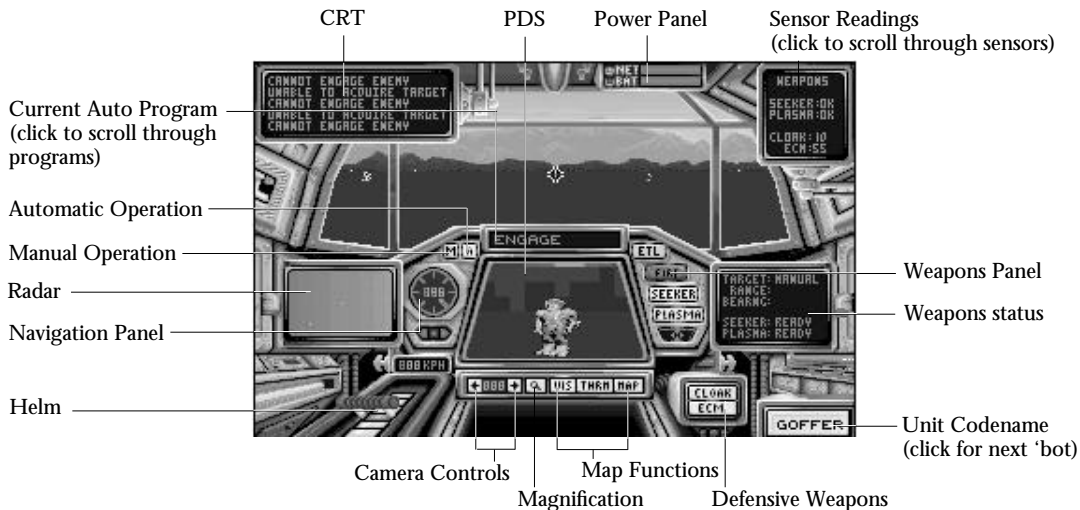 CRT
PDS
Power Panel
Sensor Readings
(click to scroll through sensors)
Current Auto Program
(click to scroll through
programs)
Automatic Operation
Manual Operation
Radar
Navigation Panel
Helm
CANNOT ENGAGE ENEMY
UNABLE TO ACQUIRE TARGET
CANNOT ENGAGE ENEMY
UNABLE TO ACQUIRE TARGET
CANNOT ENGAGE ENEMY
NET
BAT
WEAPONS
SEEKER:OK
PLASMA:OK
CLOAK:10
ECM:55
M A
ENGAGE
ETL
SEEKER
PLASMA
TARGET: MANUAL
RANGE:
BEARNG:
SEEKER: READY
PLASMA: READY
000
000 KPH
000
VIS THRM MAP
CLOAK
ECM
GOFFER
Weapons Panel
Weapons status
Unit Codename
(click for next ‘bot)
Camera Controls
Map Functions
Magnification
Defensive Weapons